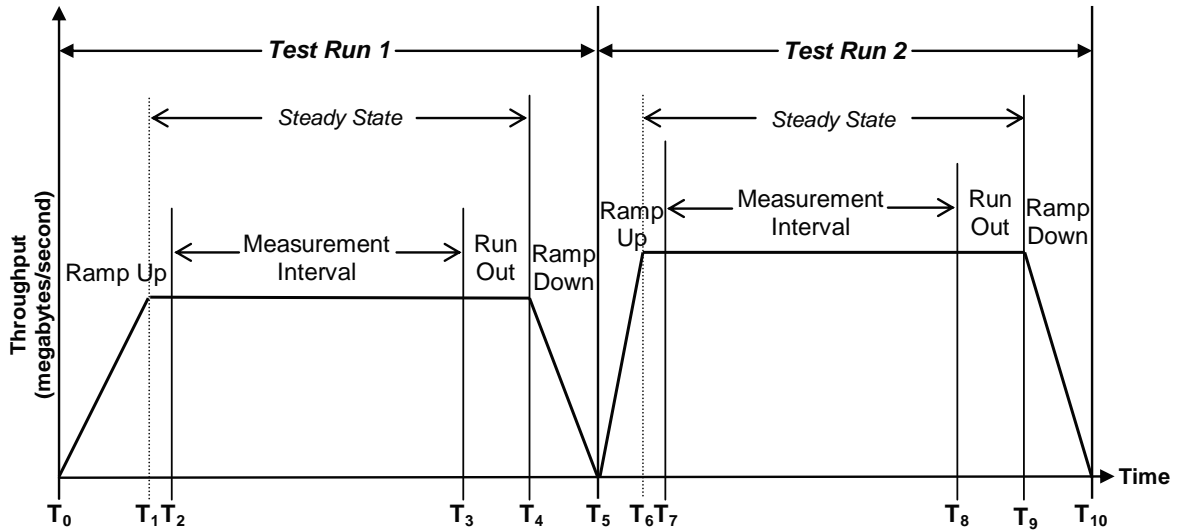 Test Run 1
Test Run 2
Steady State
Steady State
Throughput
(megabytes/second)
Ramp Up
Measurement
Interval
Run
Out
Ramp
Down
Ramp
Up
Measurement
Interval
Run
Out
Ramp
Down
Time
T0
T1
T2
T3
T4
T5
T6
T7
T8
T9
T10